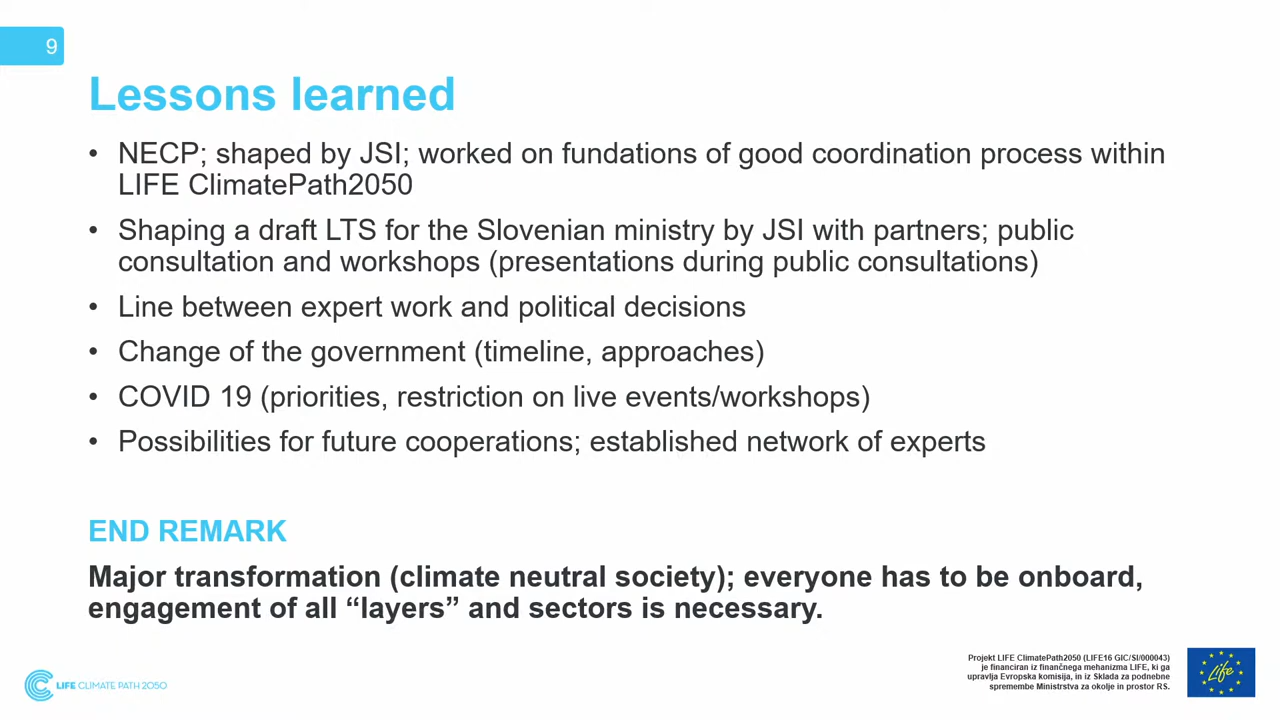 9
Lessons learned
• NECP; shaped by JSI; worked on fundations of good coordination process within
LIFE ClimatePath2050
• Shaping a draft LTS for the Slovenian ministry by JSI with partners; public
consultation and workshops (presentations during public consultations)
• Line between expert work and political decisions
• Change of the government (timeline, approaches)
• COVID 19 (priorities, restriction on live events/workshops)
• Possibilities for future cooperations; established network of experts
END REMARK
Major transformation (climate neutral society); everyone has to be onboard,
engagement of all “layers” and sectors is necessary.
Projekt LIFE ClimatePath2050 (LIFE16 GIC/SI/000043)
je financiran iz finančnega mehanizma LIFE, ki ga
upravlja Evropska komisija, in iz Sklada za podnebne
spremembe Ministrstva za okolje in prostor RS.
LIFE CLIMATE PATH 2050
Life